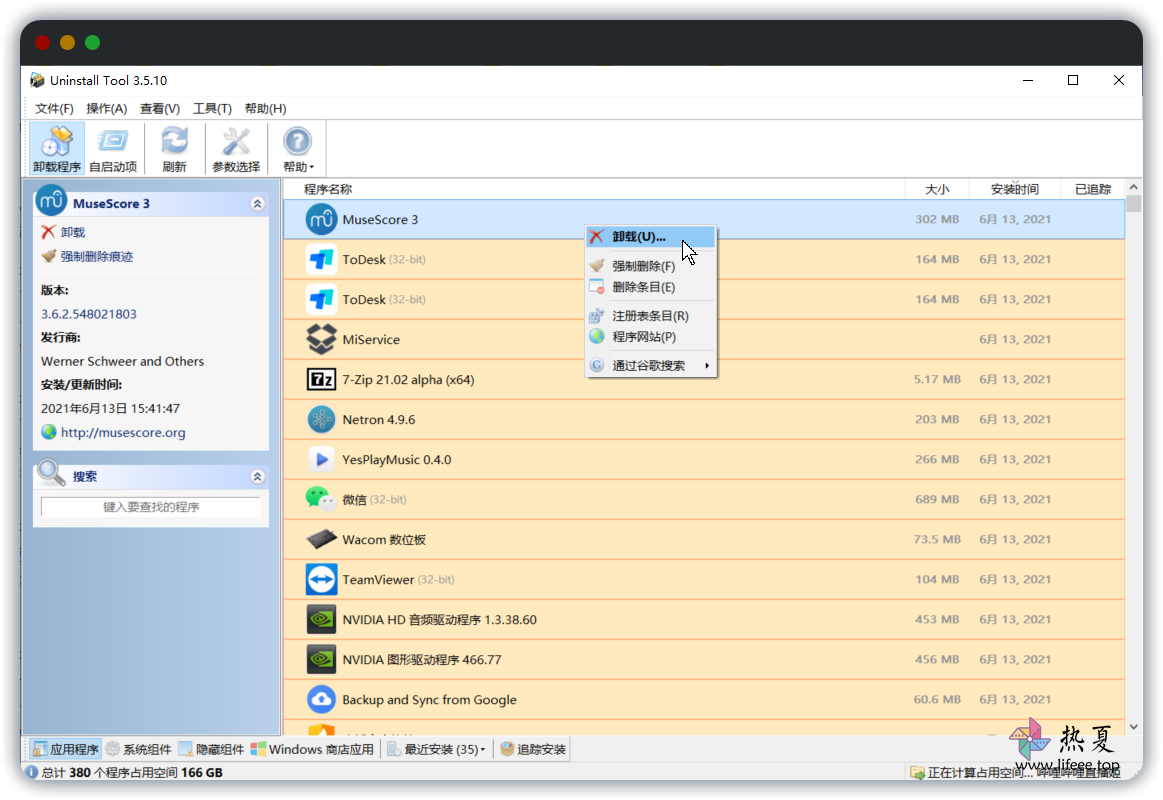 Uninstall Tool 3.5.10
文件(F) 操作(A) 查看(V) 工具(T) 帮助(H)
卸载程序 自启动项 刷新 参数选择 帮助
MuseScore 3
卸载
强制删除痕迹
版本:
3.6.2.548021803
发行商:
Werner Schweer and Others
安装/更新时间:
2021年6月13日 15:41:47
http://musescore.org
搜索
键入要查找的程序
程序名称 大小 安装时间 已追踪
MuseScore 3 302 MB 6月 13, 2021
ToDesk (32-bit) 164 MB 6月 13, 2021
ToDesk (32-bit) 164 MB 6月 13, 2021
MiService 6月 13, 2021
7-Zip 21.02 alpha (x64) 5.17 MB 6月 13, 2021
Netron 4.9.6 203 MB 6月 13, 2021
YesPlayMusic 0.4.0 266 MB 6月 13, 2021
微信 (32-bit) 689 MB 6月 13, 2021
Wacom 数位板 73.5 MB 6月 13, 2021
TeamViewer (32-bit) 104 MB 6月 13, 2021
NVIDIA HD 音频驱动程序 1.3.38.60 453 MB 6月 13, 2021
NVIDIA 图形驱动程序 466.77 456 MB 6月 13, 2021
Backup and Sync from Google 60.6 MB 6月 13, 2021
卸载(U)...
强制删除(F)
删除条目(E)
注册表条目(R)
程序网站(P)
通过谷歌搜索
应用程序 系统组件 隐藏组件 Windows 商店应用 最近安装 (35) 追踪安装
总计 380 个程序占用空间 166 GB
正在计算占用空间... 哔哩哔哩直播姬
热夏
www.lifeee.top